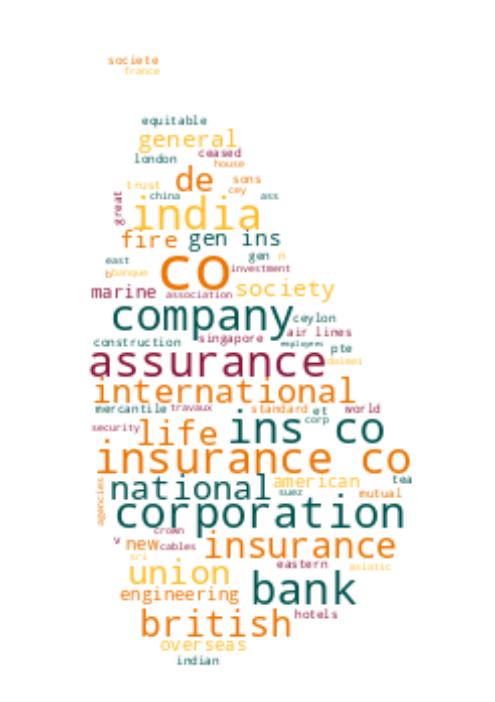 societe
france
equitable
general
london ceased
house
trust de sons
great china cey ass
india
fire gen ins
east gen n
banque co investment
marine association society
company ceylon
air lines
construction singapore employees pte
assurance
international
mercantile travaux standard et world
security life ins co corp
insurance co
national american tea
agencies suez mutual
corporation
crown
v new cables insurance
sri eastern asiatic
union
engineering bank
british hotels
overseas
indian